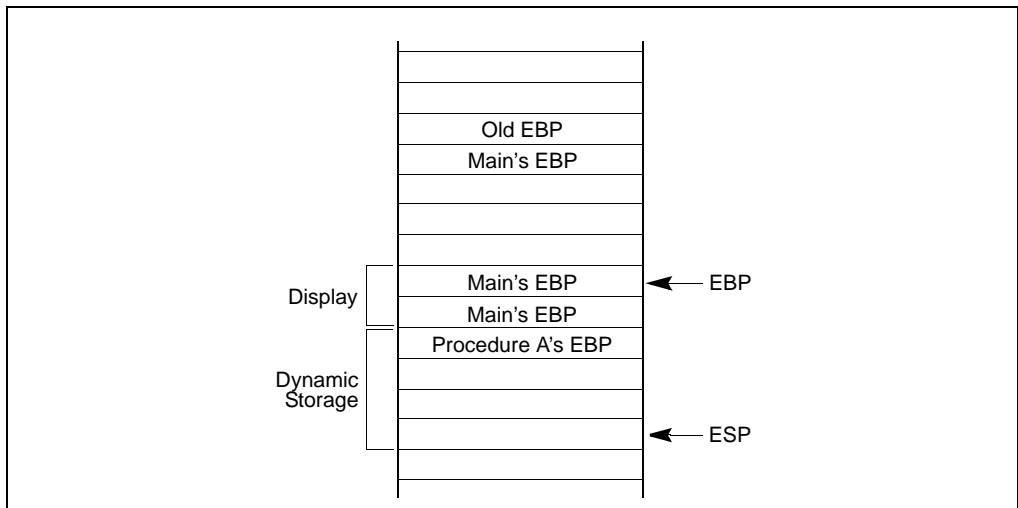 Old EBP
Main's EBP
Display
Main's EBP
EBP
Main's EBP
Procedure A's EBP
Dynamic
Storage
ESP